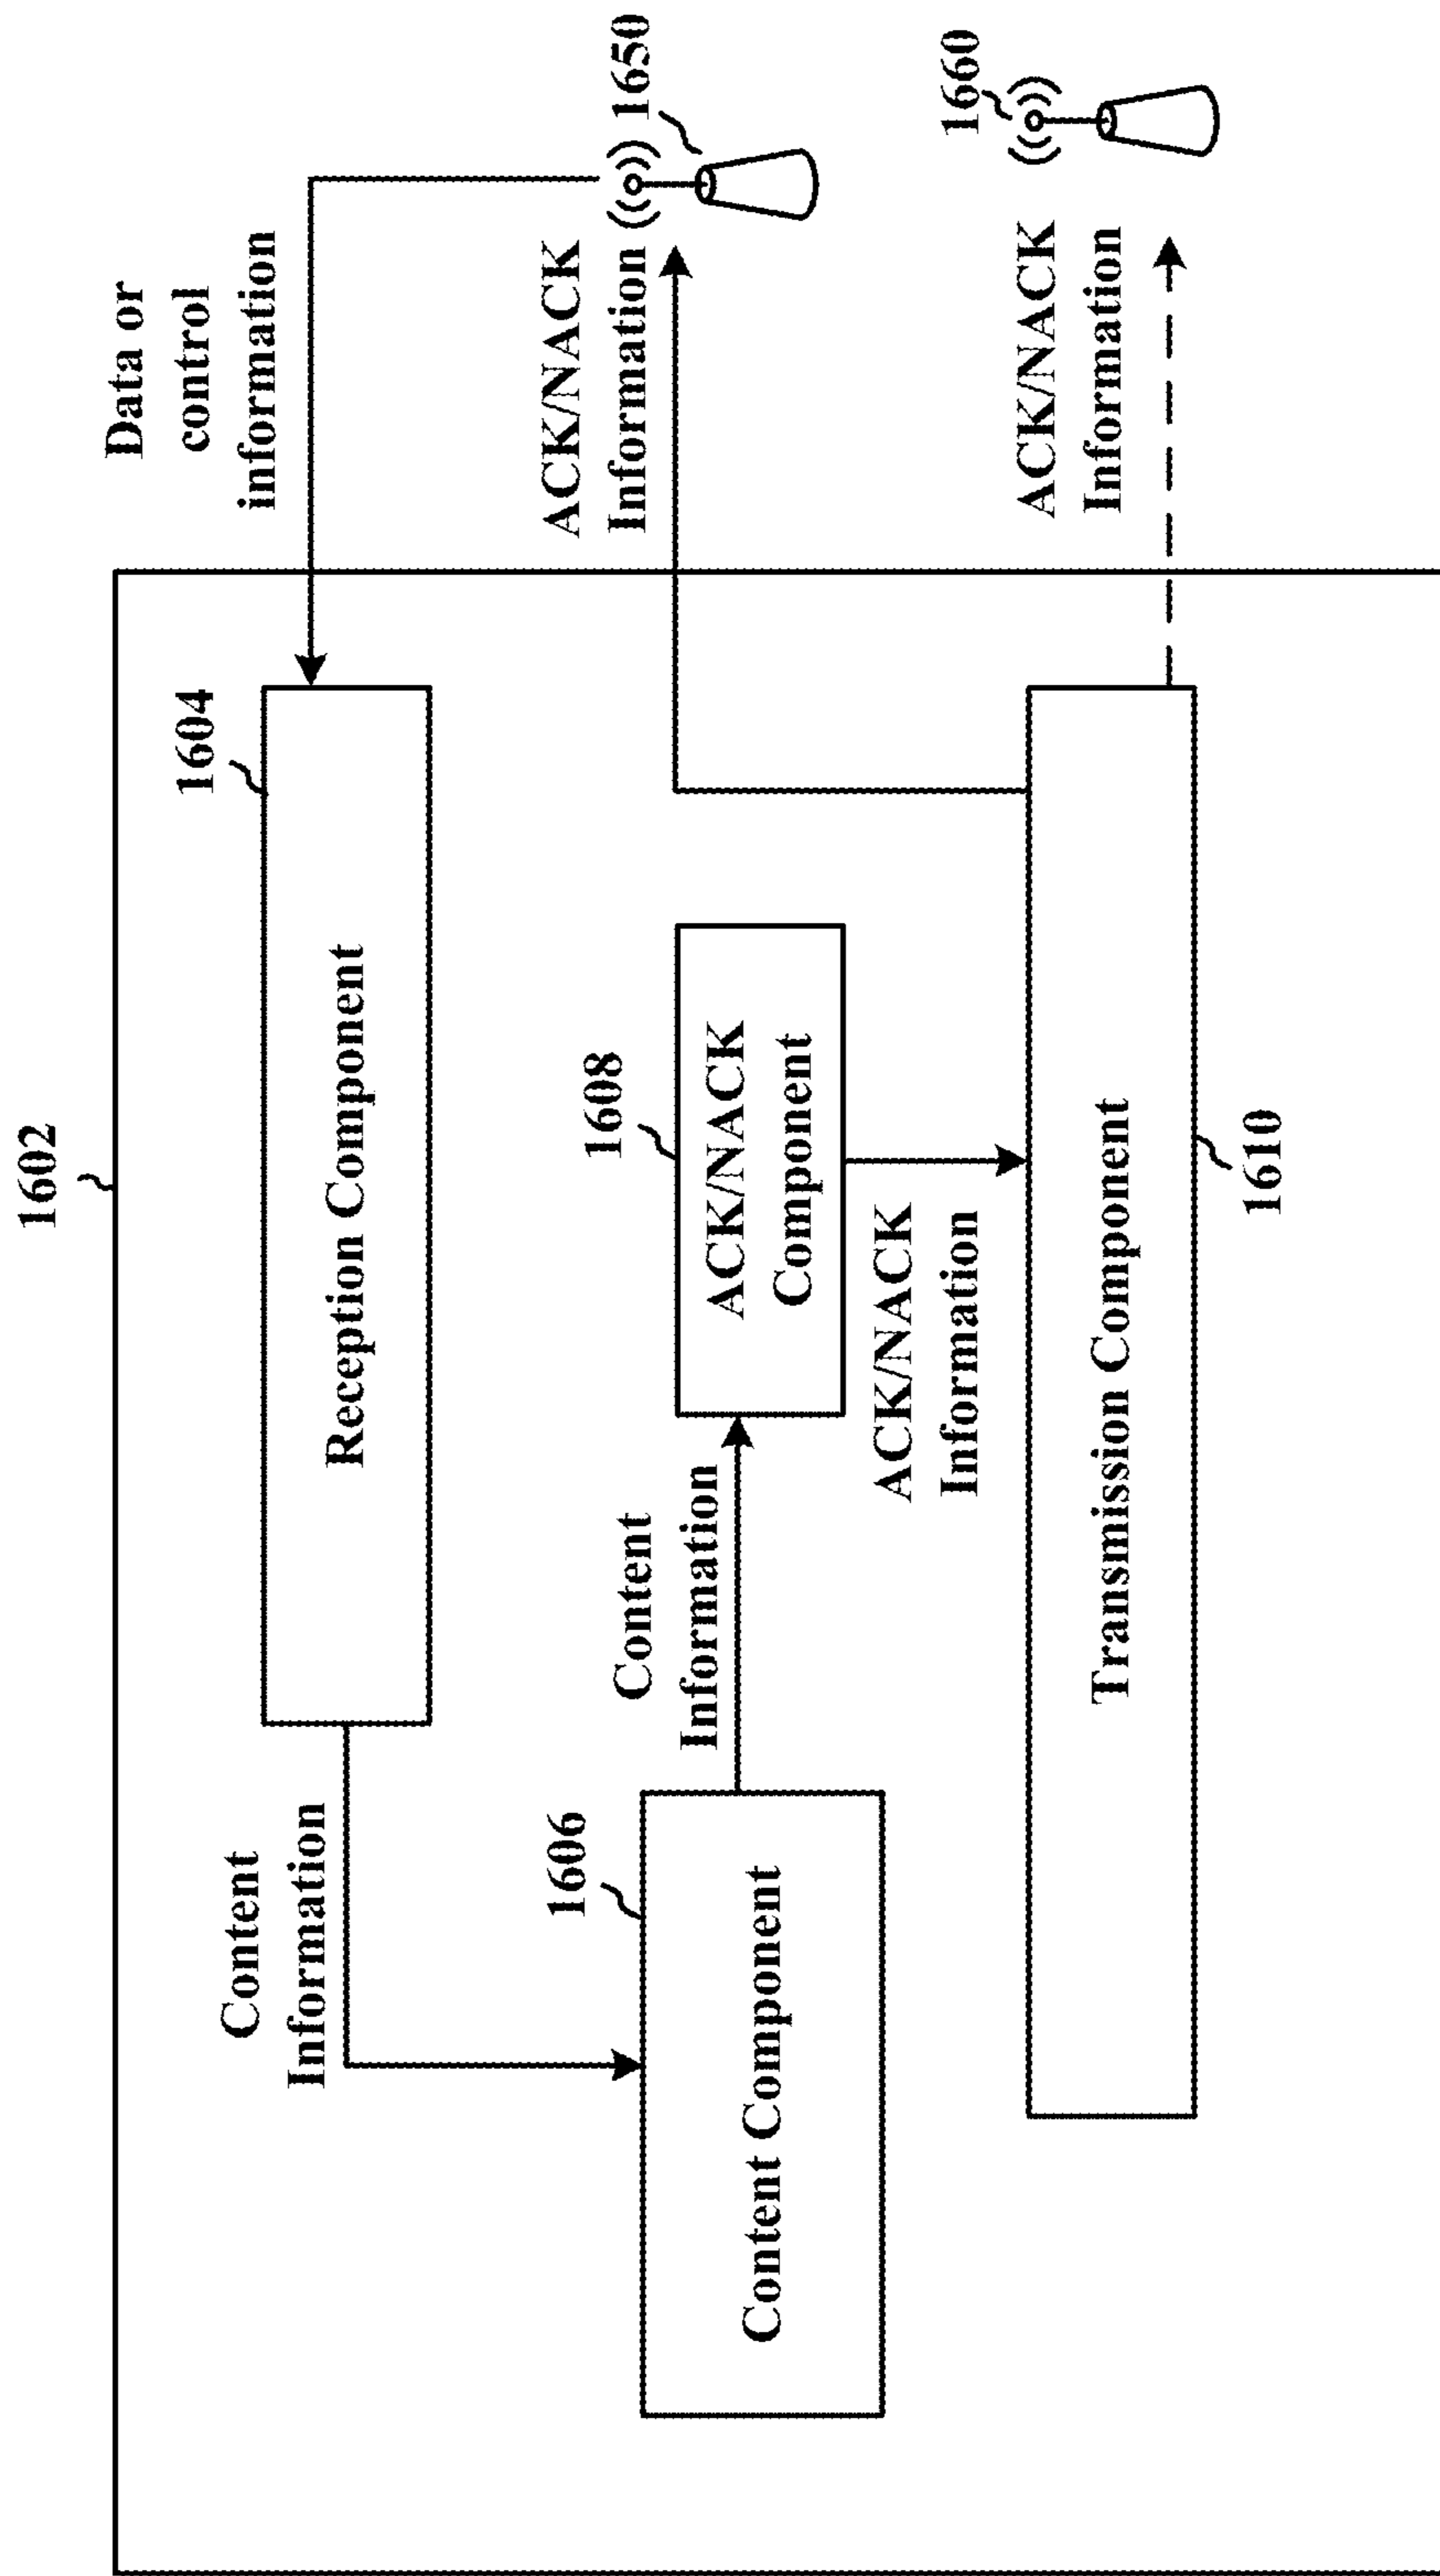 1602
Data or
control
information
1604
Reception Component
Content
Information
ACK/NACK
Information
1650
1606
Content Component
Content
Information
1608
ACK/NACK
Component
ACK/NACK
Information
1660
ACK/NACK
Information
Transmission Component
1610